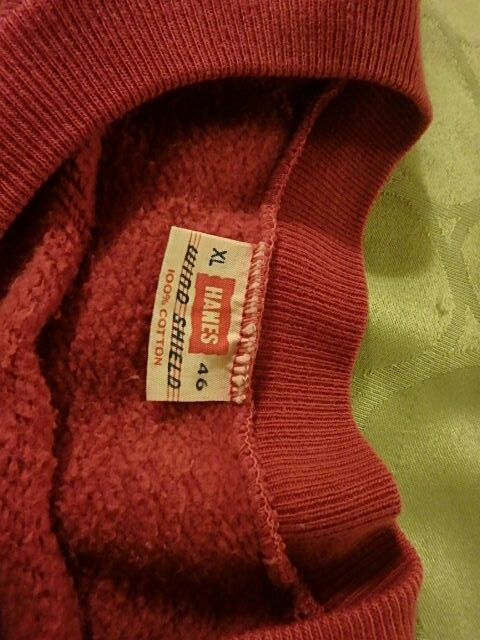 XL HANES 46
WIND SHIELD
100% COTTON